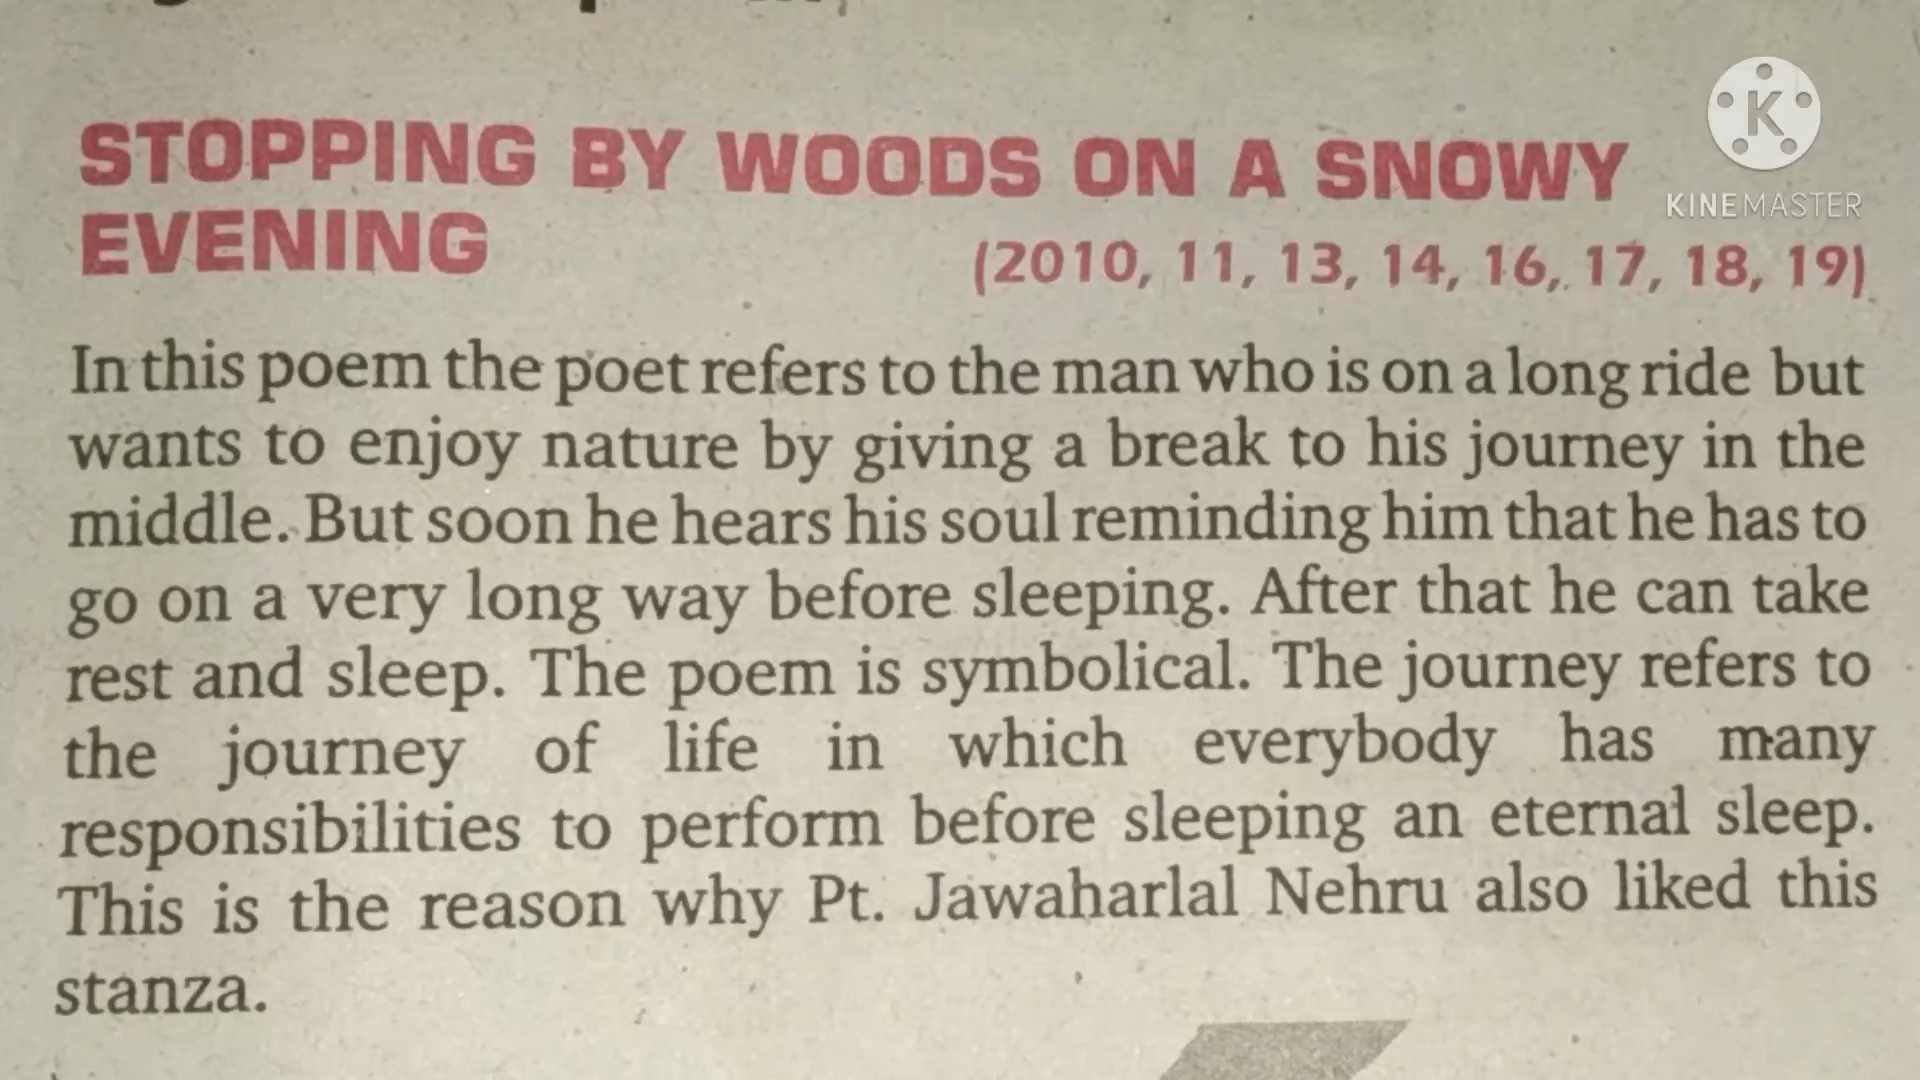 STOPPING BY WOODS ON A SNOWY
EVENING
(2010, 11, 13, 14, 16, 17, 18, 19)
K
KINEMASTER
In this poem the poet refers to the man who is on a long ride but
wants to enjoy nature by giving a break to his journey in the
middle. But soon he hears his soul reminding him that he has to
go on a very long way before sleeping. After that he can take
rest and sleep. The poem is symbolical. The journey refers to
the journey of life in which everybody has many
responsibilities to perform before sleeping an eternal sleep.
This is the reason why Pt. Jawaharlal Nehru also liked this
stanza.